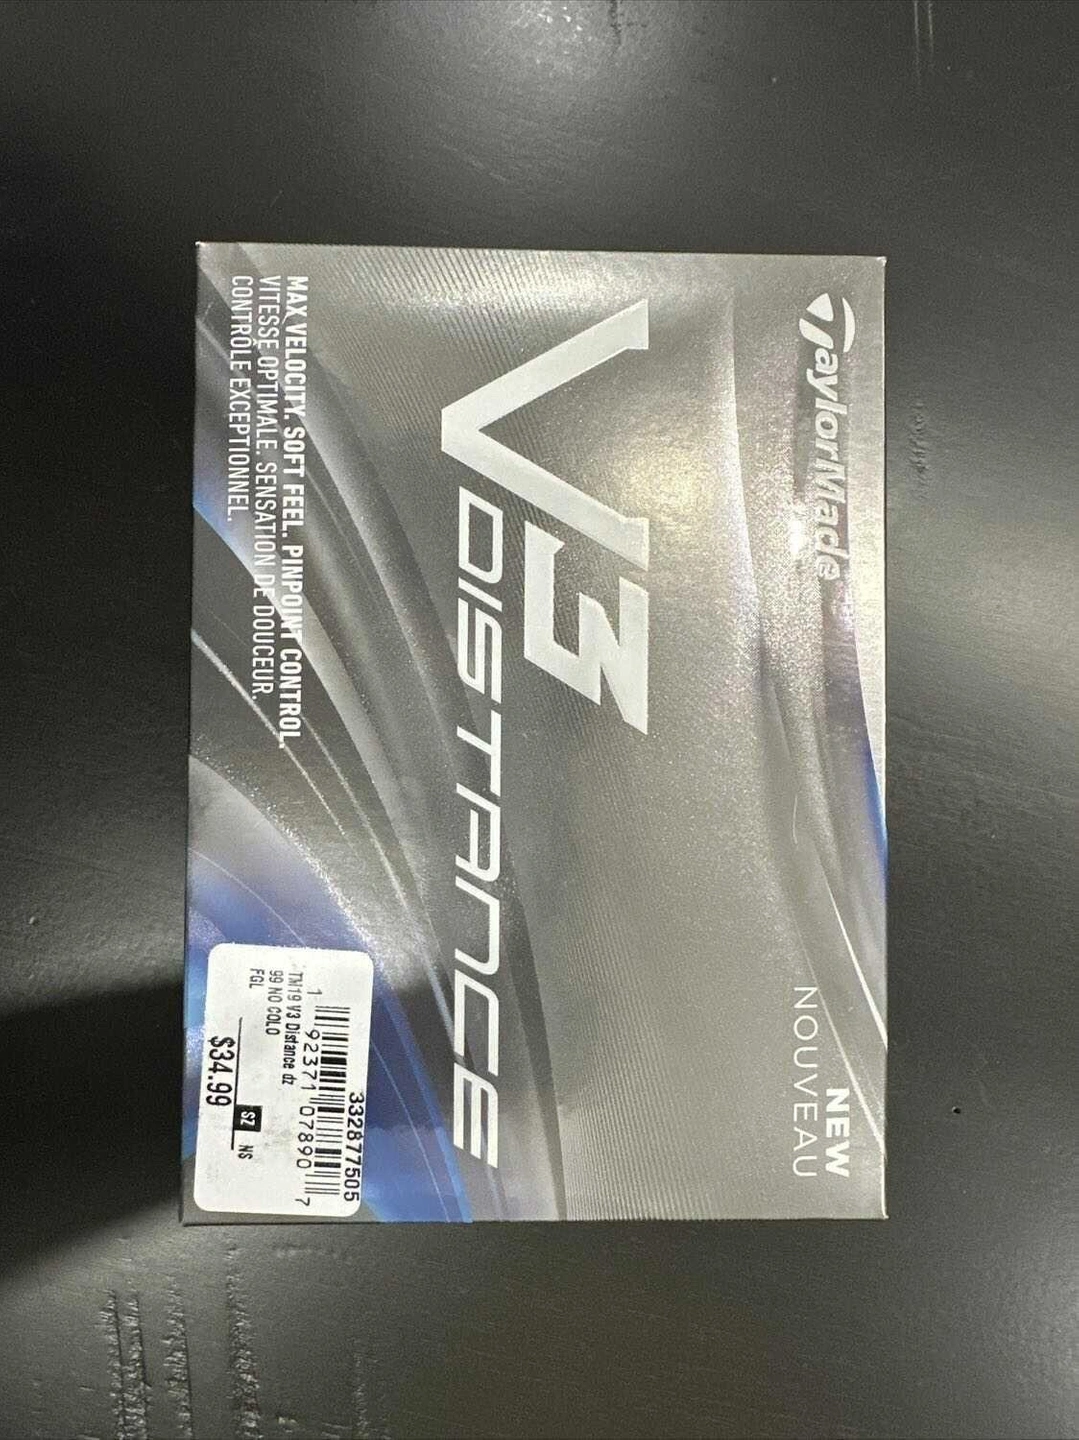 TaylorMade
NEW
NOUVEAU
V3
DISTANCE
MAX VELOCITY. SOFT FEEL. PINPOINT CONTROL.
VITESSE OPTIMALE. SENSATION DE DOUCEUR.
CONTRÔLE EXCEPTIONNEL.
332877505
1 92371 07890 7
TM19 V3 Distance dz
99 NO COLO
FGL
SZ NS
$34.99